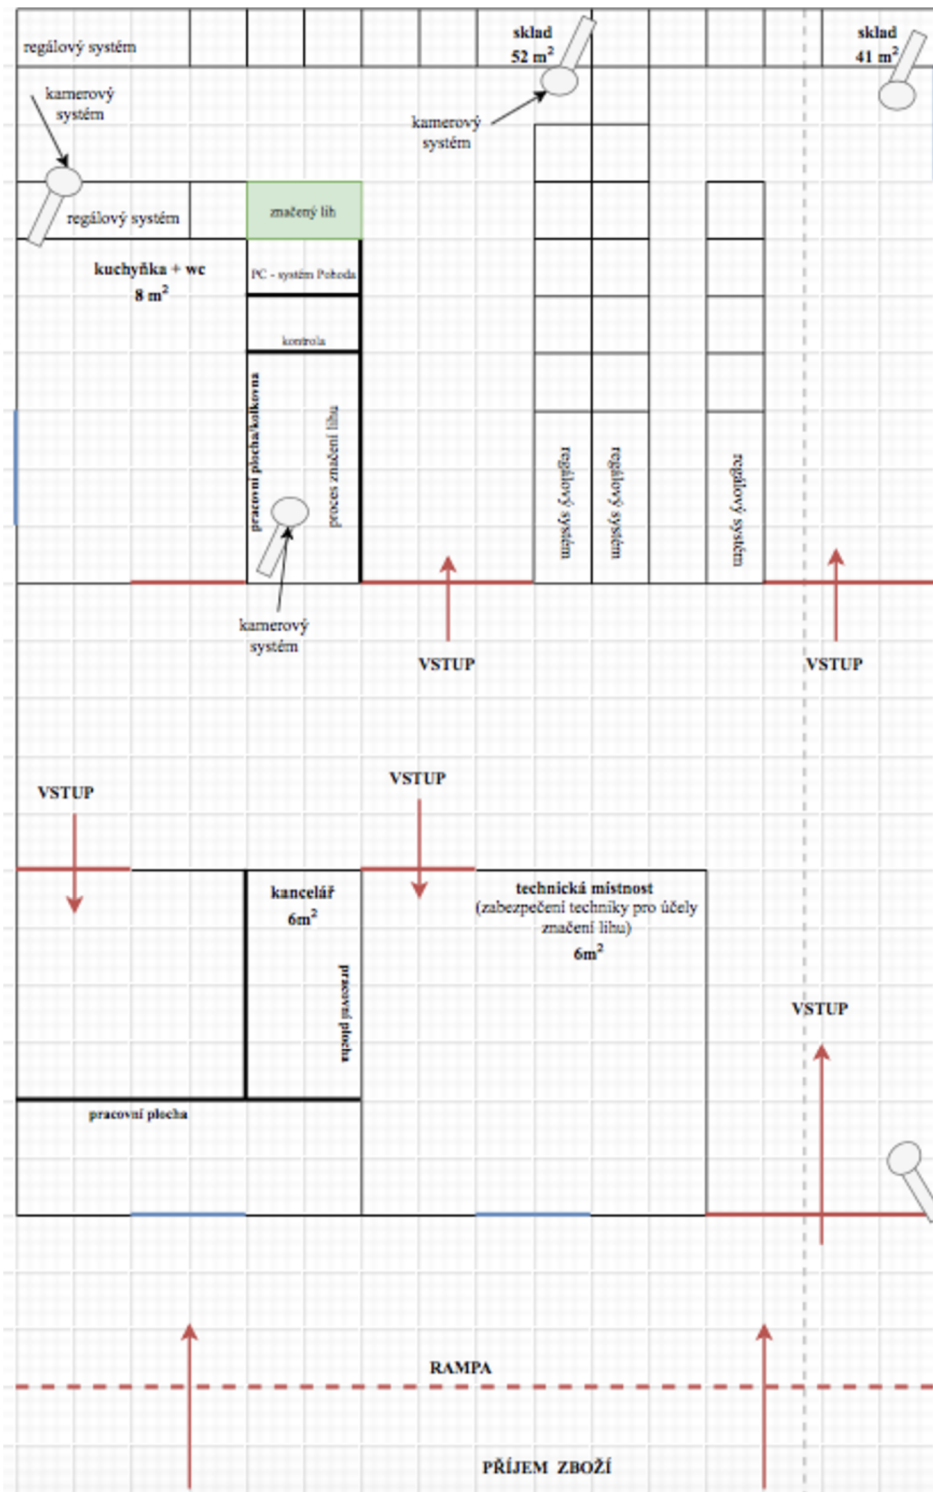 regálový systém
sklad
52 m²
sklad
41 m²
kamerový
systém
kamerový
systém
regálový systém
značený líh
kuchyňka + wc
8 m²
PC - systém Pohoda
kontrola
pracovní plocha/kolkovna
proces značení lihu
regálový systém
regálový systém
regálový systém
kamerový
systém
VSTUP
VSTUP
VSTUP
VSTUP
kancelář
6m²
technická místnost
(zabezpečení techniky pro účely
značení lihu)
6m²
pracovní plocha
VSTUP
pracovní plocha
RAMPA
PŘÍJEM ZBOŽÍ